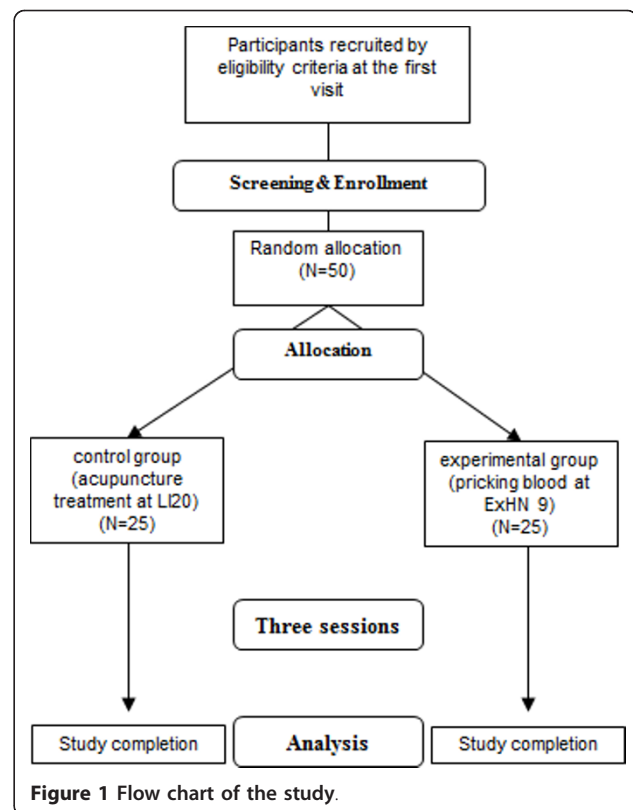 Participants recruited by
eligibility criteria at the first
visit
Screening & Enrollment
Random allocation
(N=50)
Allocation
control group
(acupuncture
treatment at LI20)
(N=25)
experimental group
(pricking blood at
ExHN 9)
(N=25)
Three sessions
Study completion
Analysis
Study completion
Figure 1 Flow chart of the study.